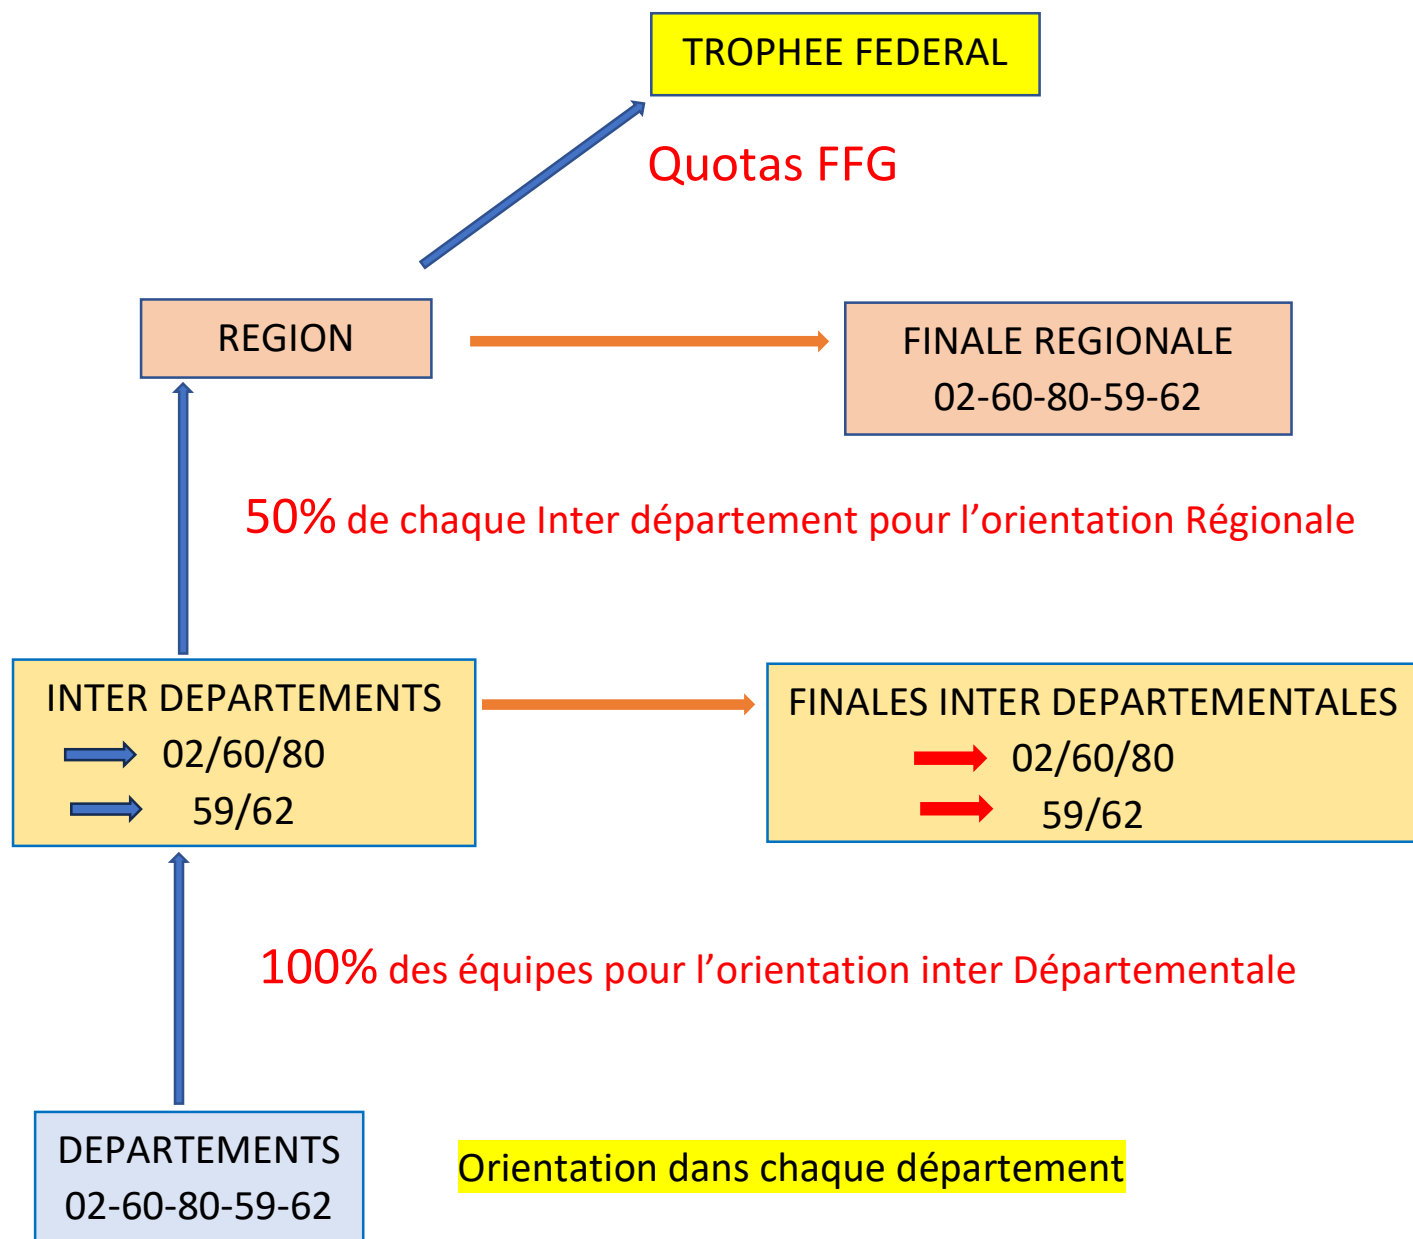 TROPHEE FEDERAL
Quotas FFG
REGION
FINALE REGIONALE
02-60-80-59-62
50% de chaque Inter département pour l’orientation Régionale
INTER DEPARTEMENTS
02/60/80
59/62
FINALES INTER DEPARTEMENTALES
02/60/80
59/62
100% des équipes pour l’orientation inter Départementale
DEPARTEMENTS
02-60-80-59-62
Orientation dans chaque département